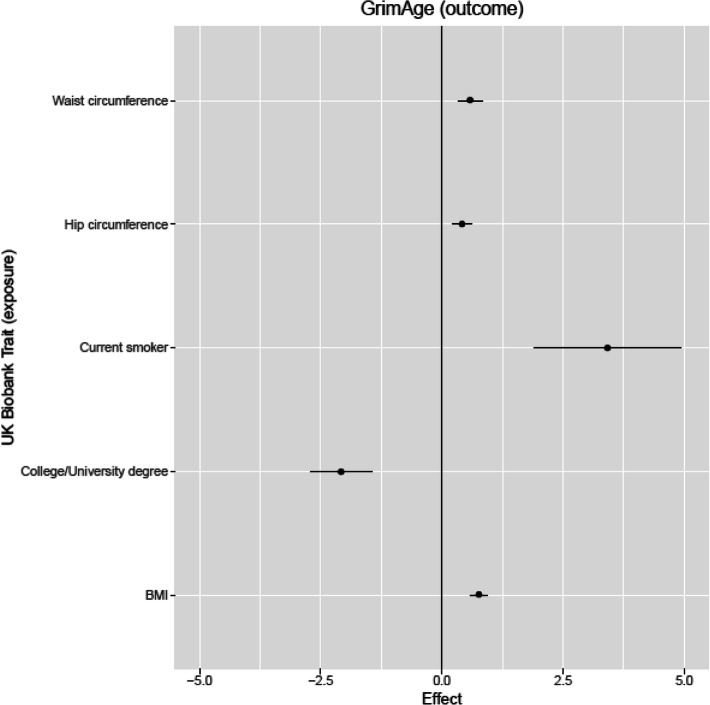 GrimAge (outcome)
UK Biobank Trait (exposure)
Waist circumference
Hip circumference
Current smoker
College/University degree
BMI
−5.0 −2.5 0.0 2.5 5.0
Effect